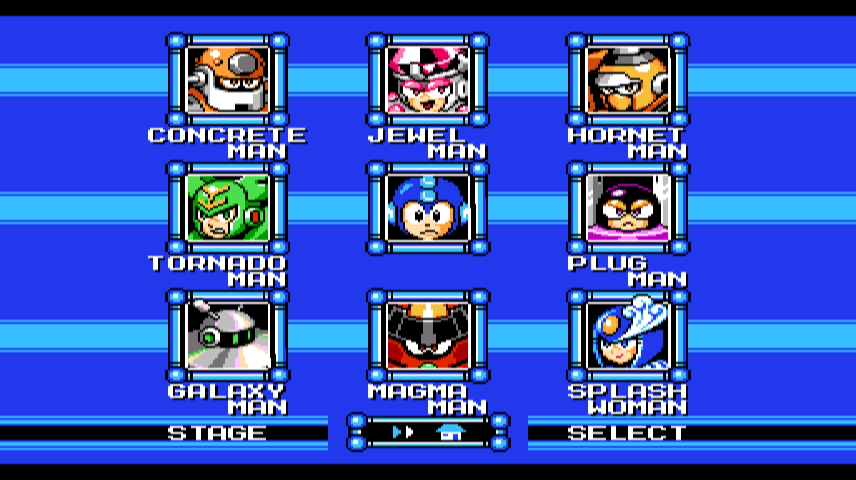 CONCRETE
MAN
JEWEL
MAN
HORNET
MAN
TORNADO
MAN
PLUG
MAN
GALAXY
MAN
MAGMA
MAN
SPLASH
WOMAN
STAGE
SELECT